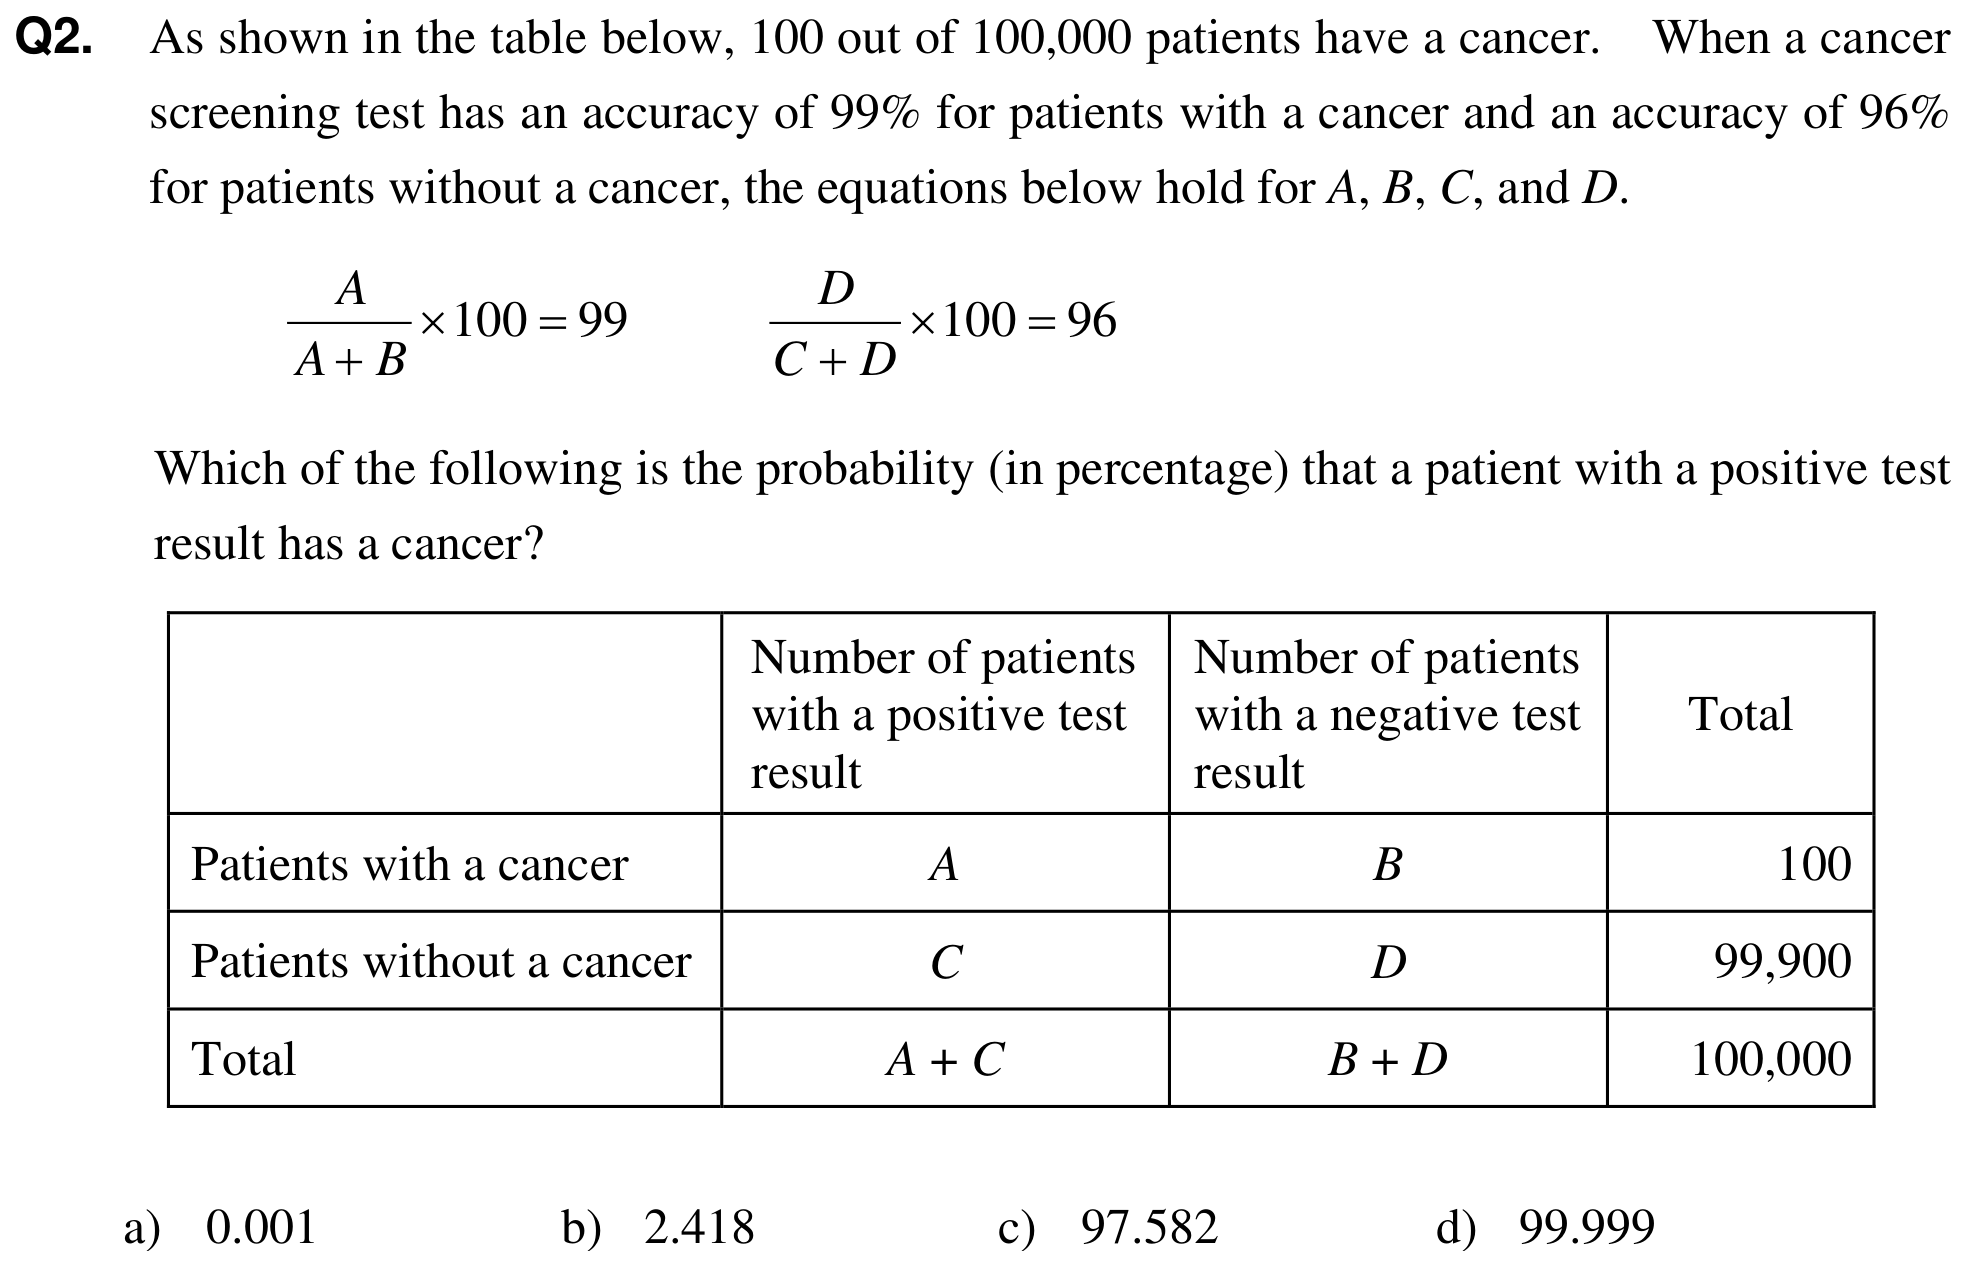 Q2. As shown in the table below, 100 out of 100,000 patients have a cancer. When a cancer
screening test has an accuracy of 99% for patients with a cancer and an accuracy of 96%
for patients without a cancer, the equations below hold for A, B, C, and D.
A/(A + B) ×100 = 99 D/(C + D) ×100 = 96
Which of the following is the probability (in percentage) that a patient with a positive test
result has a cancer?
Number of patients with a positive test result Number of patients with a negative test result Total
Patients with a cancer A B 100
Patients without a cancer C D 99,900
Total A + C B + D 100,000
a) 0.001 b) 2.418 c) 97.582 d) 99.999